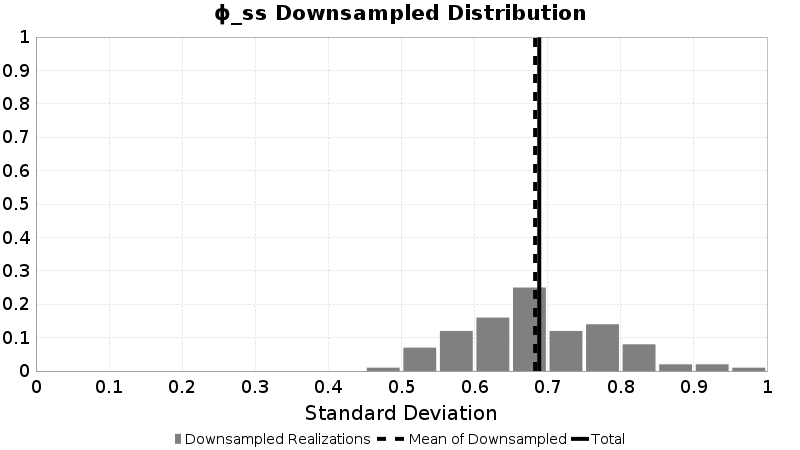 ϕ_ss Downsampled Distribution
1
0.9
0.8
0.7
0.6
0.5
0.4
0.3
0.2
0.1
0
0 0.1 0.2 0.3 0.4 0.5 0.6 0.7 0.8 0.9 1
Standard Deviation
Downsampled Realizations Mean of Downsampled Total